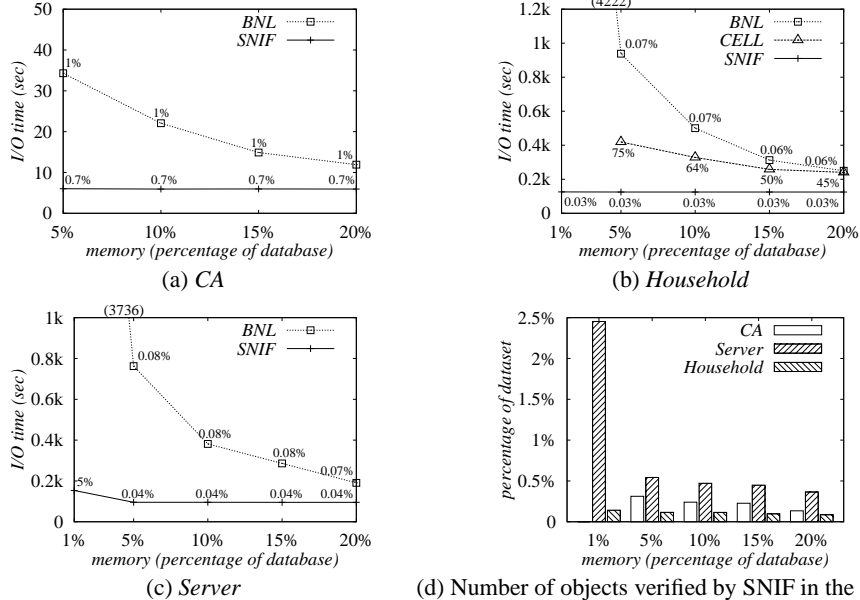 50
40
30
20
10
0
I/O time (sec)
BNL
SNIF
1%
1%
1%
1%
0.7%
0.7%
0.7%
0.7%
5%
10%
15%
20%
memory (percentage of database)
(a) CA
1.2k
1k
0.8k
0.6k
0.4k
0.2k
0
I/O time (sec)
(4222)
BNL
CELL
SNIF
0.07%
0.07%
0.06%
0.06%
75%
64%
50%
45%
0.03%
0.03%
0.03%
0.03%
0.03%
1%
5%
10%
15%
20%
memory (precentage of database)
(b) Household
1k
0.8k
0.6k
0.4k
0.2k
0
I/O time (sec)
(3736)
BNL
SNIF
0.08%
0.08%
0.08%
0.07%
5%
0.04%
0.04%
0.04%
0.04%
1%
5%
10%
15%
20%
memory (percentage of database)
(c) Server
2.5%
2%
1%
0.5%
0
percentage of dataset
CA
Server
Household
1%
5%
10%
15%
20%
memory (percentage of database)
(d) Number of objects verified by SNIF in the